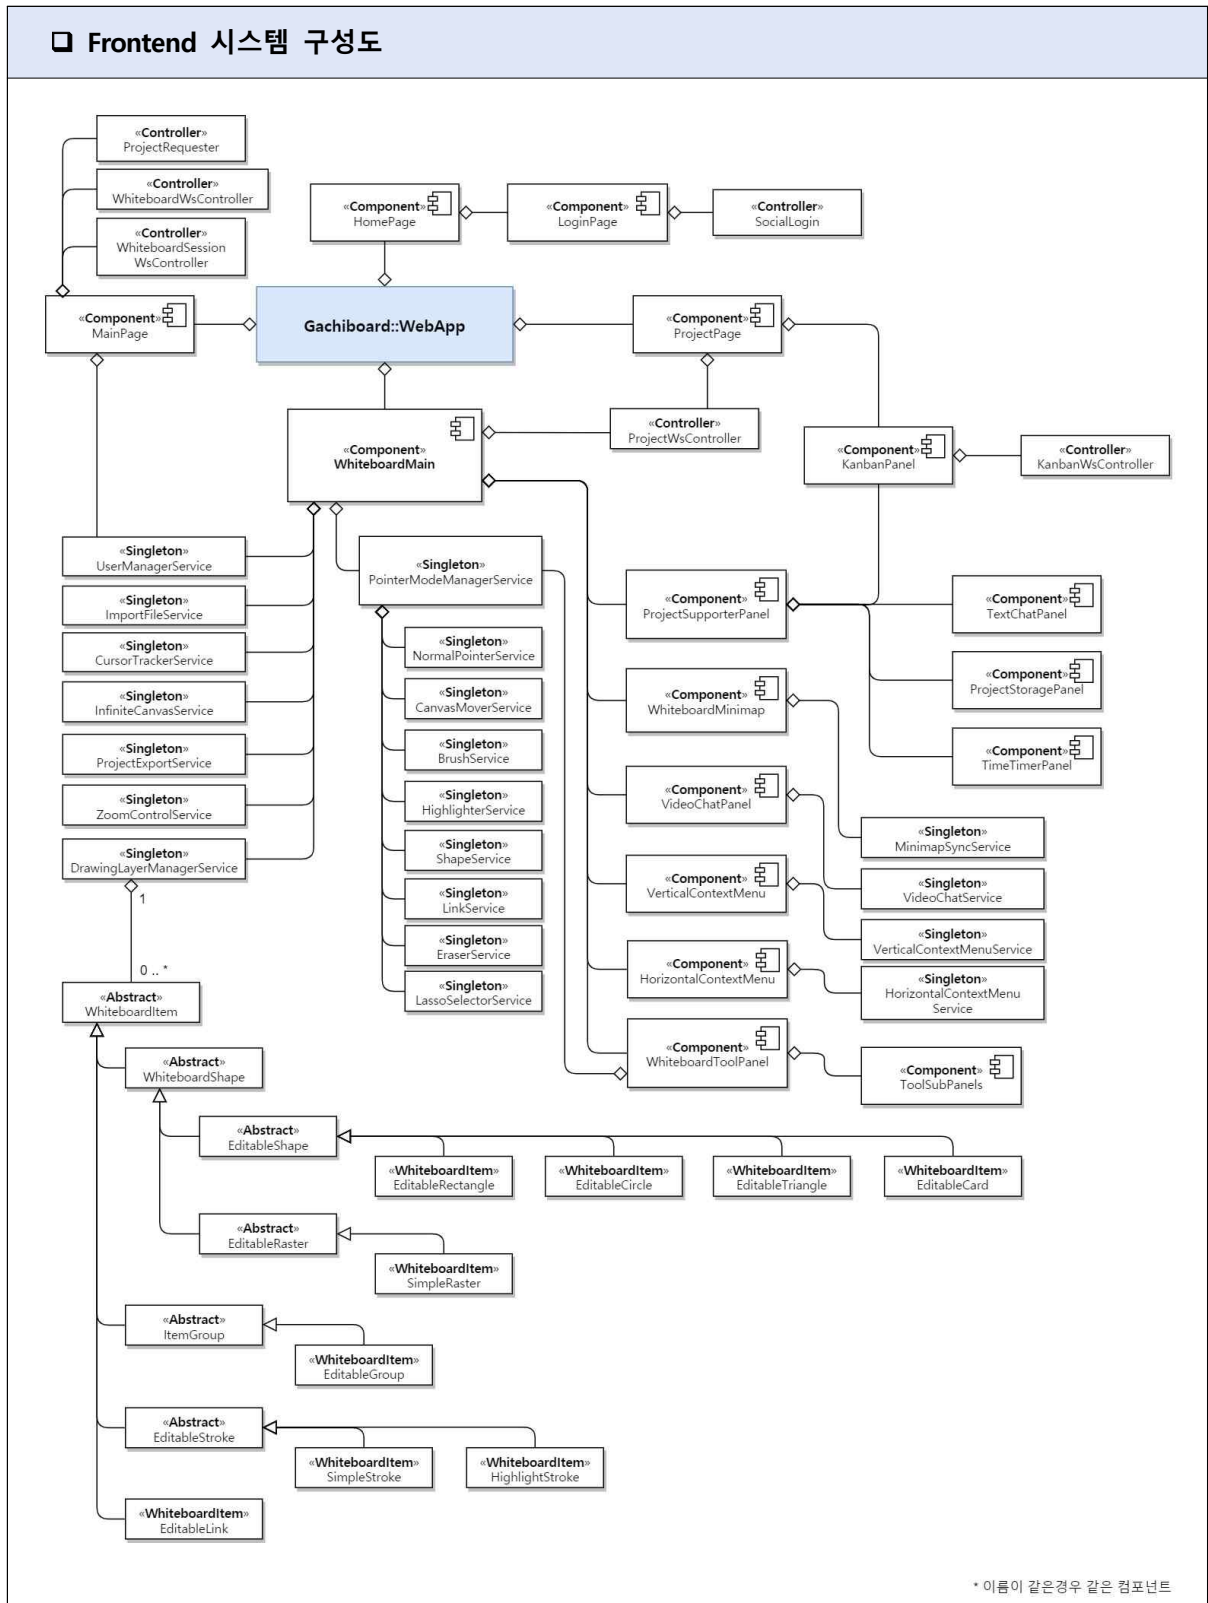 ❑ Frontend 시스템 구성도
«Controller»
ProjectRequester
«Controller»
WhiteboardWsController
«Controller»
WhiteboardSession
WsController
«Component»
HomePage
«Component»
LoginPage
«Controller»
SocialLogin
«Component»
MainPage
Gachiboard::WebApp
«Component»
ProjectPage
«Component»
WhiteboardMain
«Controller»
ProjectWsController
«Component»
KanbanPanel
«Controller»
KanbanWsController
«Singleton»
UserManagerService
«Singleton»
ImportFileService
«Singleton»
CursorTrackerService
«Singleton»
InfiniteCanvasService
«Singleton»
ProjectExportService
«Singleton»
ZoomControlService
«Singleton»
DrawingLayerManagerService
1
0 .. *
«Singleton»
PointerModeManagerService
«Singleton»
NormalPointerService
«Singleton»
CanvasMoverService
«Singleton»
BrushService
«Singleton»
HighlighterService
«Singleton»
ShapeService
«Singleton»
LinkService
«Singleton»
EraserService
«Singleton»
LassoSelectorService
«Component»
ProjectSupporterPanel
«Component»
WhiteboardMinimap
«Component»
VideoChatPanel
«Component»
VerticalContextMenu
«Component»
HorizontalContextMenu
«Component»
WhiteboardToolPanel
«Component»
TextChatPanel
«Component»
ProjectStoragePanel
«Component»
TimeTimerPanel
«Singleton»
MinimapSyncService
«Singleton»
VideoChatService
«Singleton»
VerticalContextMenuService
«Singleton»
HorizontalContextMenu
Service
«Component»
ToolSubPanels
«Abstract»
WhiteboardItem
«Abstract»
WhiteboardShape
«Abstract»
EditableShape
«WhiteboardItem»
EditableRectangle
«WhiteboardItem»
EditableCircle
«WhiteboardItem»
EditableTriangle
«WhiteboardItem»
EditableCard
«Abstract»
EditableRaster
«WhiteboardItem»
SimpleRaster
«Abstract»
ItemGroup
«WhiteboardItem»
EditableGroup
«Abstract»
EditableStroke
«WhiteboardItem»
SimpleStroke
«WhiteboardItem»
HighlightStroke
«WhiteboardItem»
EditableLink
* 이름이 같은경우 같은 컴포넌트